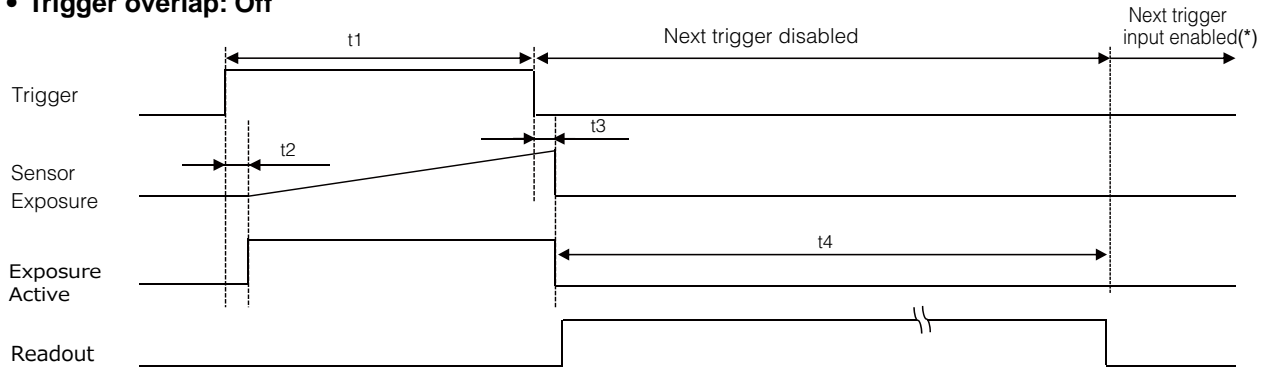 • Trigger overlap: Off
Next trigger
input enabled(*)
t1
Next trigger disabled
Trigger
t3
t2
Sensor
Exposure
t4
Exposure
Active
Readout